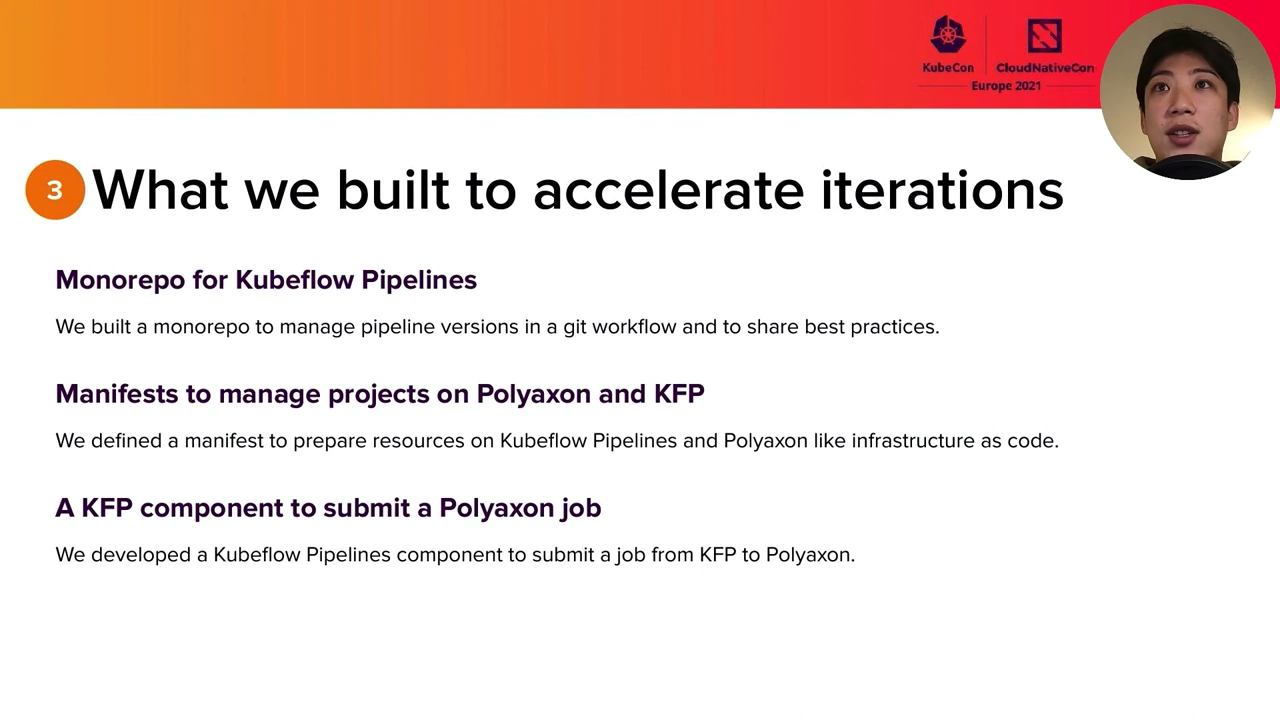 KubeCon
CloudNativeCon
Europe 2021
3
What we built to accelerate iterations
Monorepo for Kubeflow Pipelines
We built a monorepo to manage pipeline versions in a git workflow and to share best practices.
Manifests to manage projects on Polyaxon and KFP
We defined a manifest to prepare resources on Kubeflow Pipelines and Polyaxon like infrastructure as code.
A KFP component to submit a Polyaxon job
We developed a Kubeflow Pipelines component to submit a job from KFP to Polyaxon.